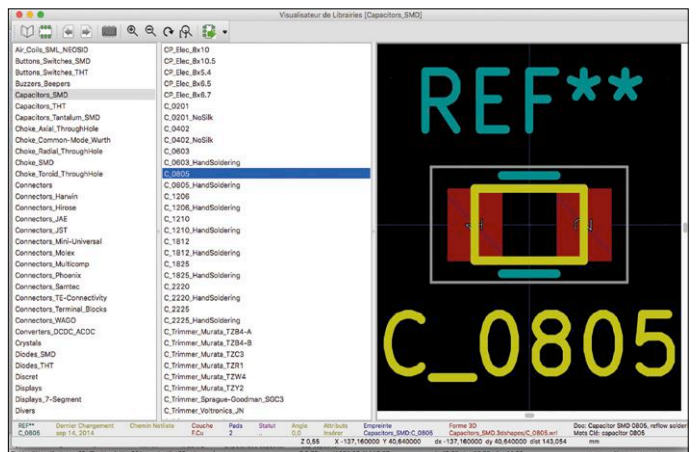 Visualisateur de Librairies [Capacitors_SMD]
Air_Coils_SML_NEOSID
Buttons_Switches_SMD
Buttons_Switches_THT
Buzzers_Beepers
Capacitors_SMD
Capacitors_THT
Capacitors_Tantalum_SMD
Choke_Axial_ThroughHole
Choke_Common-Mode_Wurth
Choke_Radial_ThroughHole
Choke_SMD
Choke_Toroid_ThroughHole
Connectors
Connectors_Harwin
Connectors_Hirose
Connectors_JAE
Connectors_JST
Connectors_Mini-Universal
Connectors_Molex
Connectors_Multicomp
Connectors_Phoenix
Connectors_Samtec
Connectors_TE-Connectivity
Connectors_Terminal_Blocks
Connectors_WAGO
Converters_DCDC_ACDC
Crystals
Diodes_SMD
Diodes_THT
Discret
Displays
Displays_7-Segment
Divers
CP_Elec_8x10
CP_Elec_8x10.5
CP_Elec_8x5.4
CP_Elec_8x6.5
CP_Elec_8x6.7
C_0201
C_0201_NoSilk
C_0402
C_0402_NoSilk
C_0603
C_0603_HandSoldering
C_0805
C_0805_HandSoldering
C_1206
C_1206_HandSoldering
C_1210
C_1210_HandSoldering
C_1812
C_1812_HandSoldering
C_1825
C_1825_HandSoldering
C_2220
C_2220_HandSoldering
C_2225
C_2225_HandSoldering
C_Trimmer_Murata_TZB4-A
C_Trimmer_Murata_TZB4-B
C_Trimmer_Murata_TZC3
C_Trimmer_Murata_TZR1
C_Trimmer_Murata_TZW4
C_Trimmer_Murata_TZY2
C_Trimmer_Sprague-Goodman_SGC3
C_Trimmer_Voltronics_JN
REF**
1 2
C_0805
REF** Dernier Changement Chemin Netliste Couche Pads Statut Angle Attributs Empreinte Forme 3D Doc: Capacitor SMD 0805, reflow solder
C_0805 sep 14, 2014 F.Cu 2 .. 0,0 Insérer Capacitors_SMD:C_0805 Capacitors_SMD.3dshapes/C_0805.wrl Mots Clé: capacitor 0805
Z 0,55 X -137,160000 Y 40,640000 dx -137,160000 dy 40,640000 dist 143,054 mm